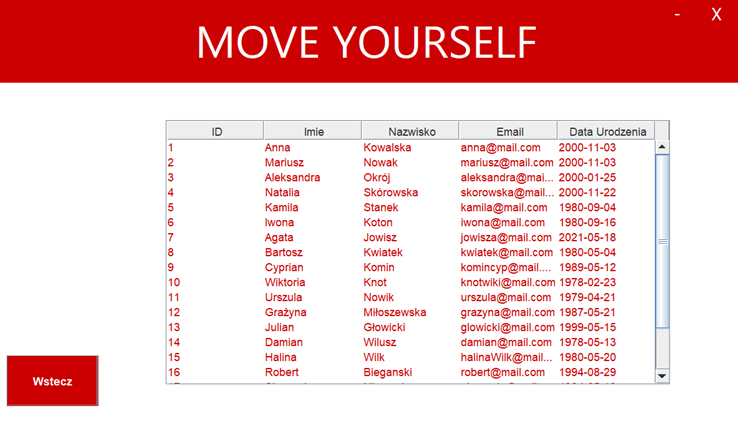 - X
MOVE YOURSELF
ID Imie Nazwisko Email Data Urodzenia
1 Anna Kowalska anna@mail.com 2000-11-03
2 Mariusz Nowak mariusz@mail.com 2000-11-03
3 Aleksandra Okrój aleksandra@mai... 2000-01-25
4 Natalia Skórowska skorowska@mail... 2000-11-22
5 Kamila Stanek kamila@mail.com 1980-09-04
6 Iwona Koton iwona@mail.com 1980-09-16
7 Agata Jowisz jowisza@mail.com 2021-05-18
8 Bartosz Kwiatek kwiatek@mail.com 1980-05-04
9 Cyprian Komin komincyp@mail.... 1989-05-12
10 Wiktoria Knot knotwiki@mail.com 1978-02-23
11 Urszula Nowik urszula@mail.com 1979-04-21
12 Grażyna Miłoszewska grazyna@mail.com 1987-05-21
13 Julian Głowicki glowicki@mail.com 1999-05-15
14 Damian Wilusz damian@mail.com 1978-05-13
15 Halina Wilk halinaWilk@mail... 1980-05-20
16 Robert Bieganski robert@mail.com 1994-08-29
Wstecz